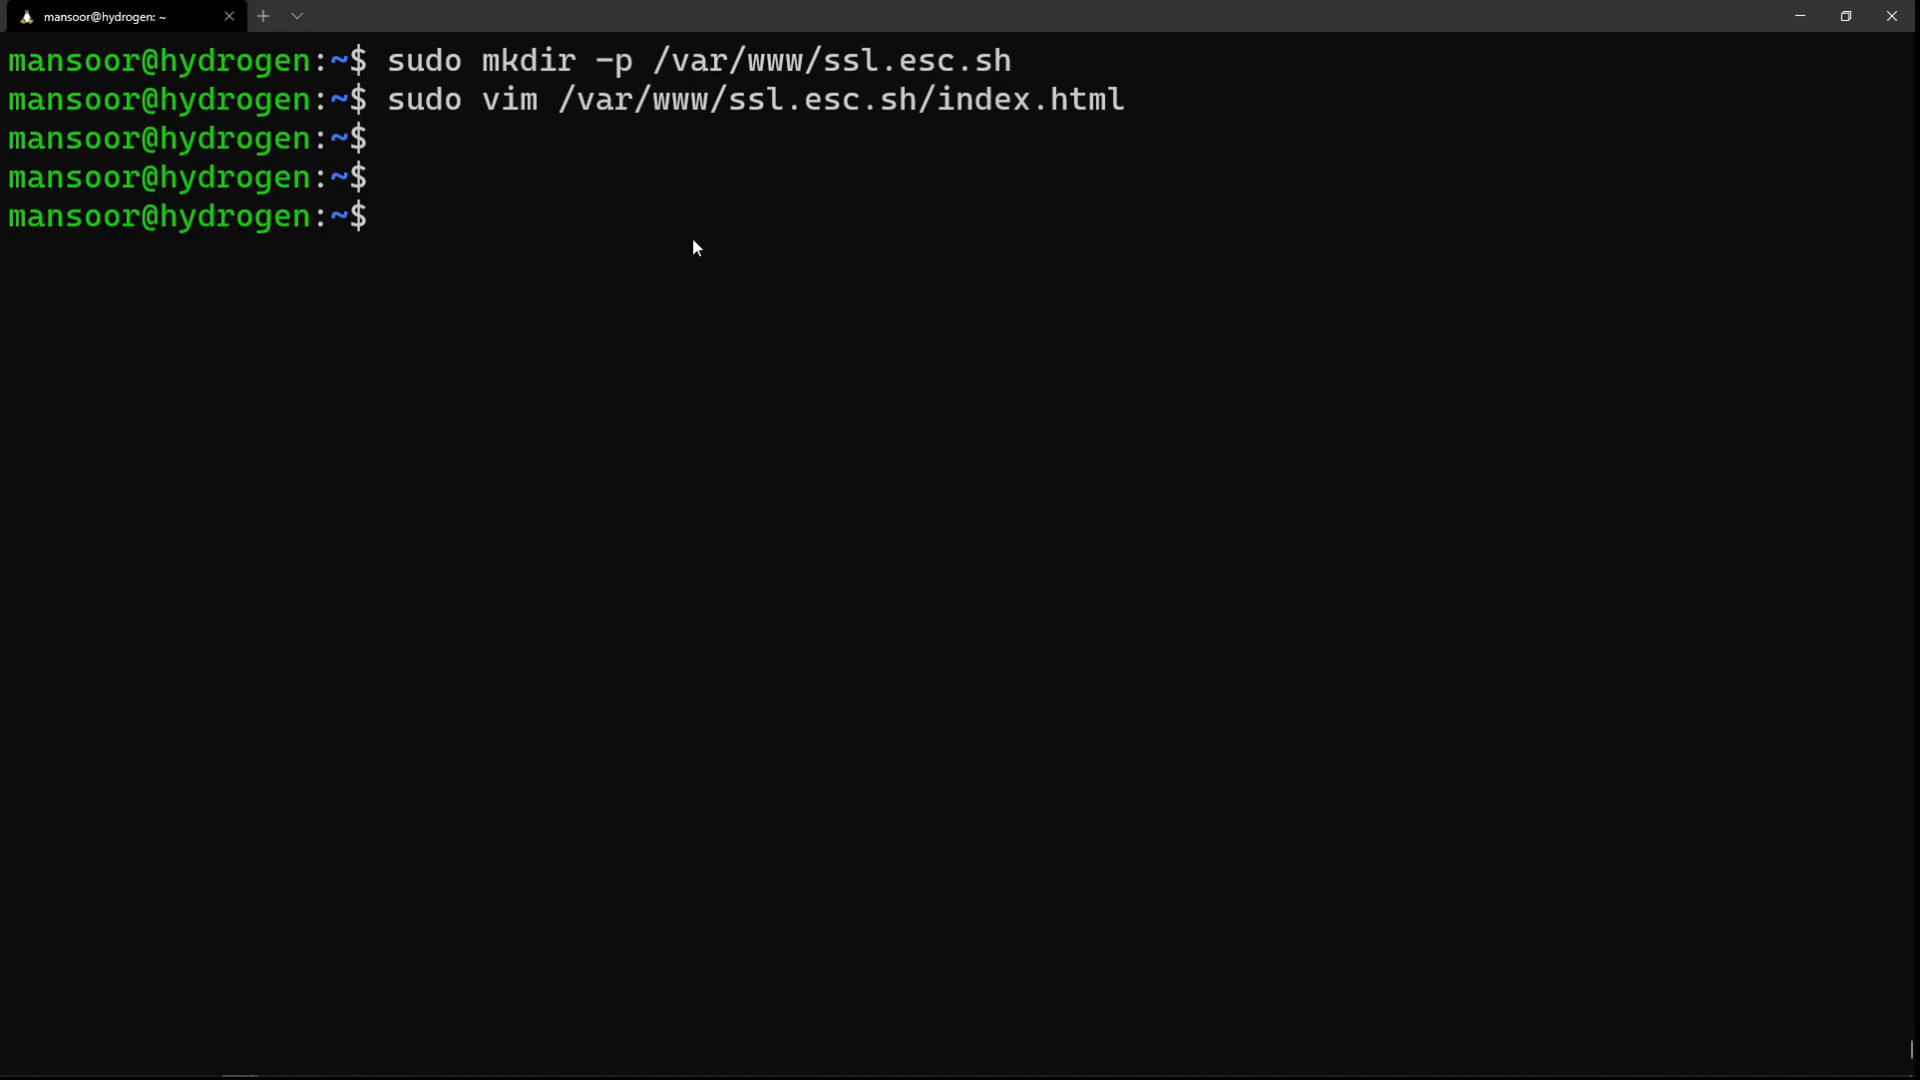 mansoor@hydrogen: ~
mansoor@hydrogen:~$ sudo mkdir -p /var/www/ssl.esc.sh
mansoor@hydrogen:~$ sudo vim /var/www/ssl.esc.sh/index.html
mansoor@hydrogen:~$
mansoor@hydrogen:~$
mansoor@hydrogen:~$